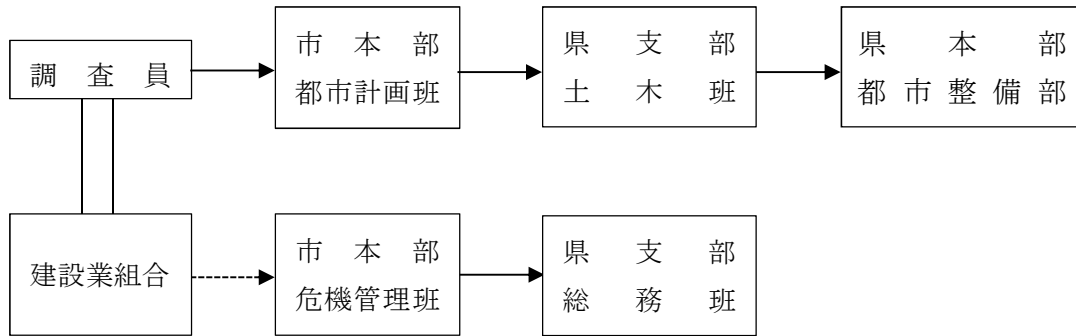 調査員
市本部
都市計画班
県支部
土木班
県本部
都市整備部
建設業組合
市本部
危機管理班
県支部
総務班